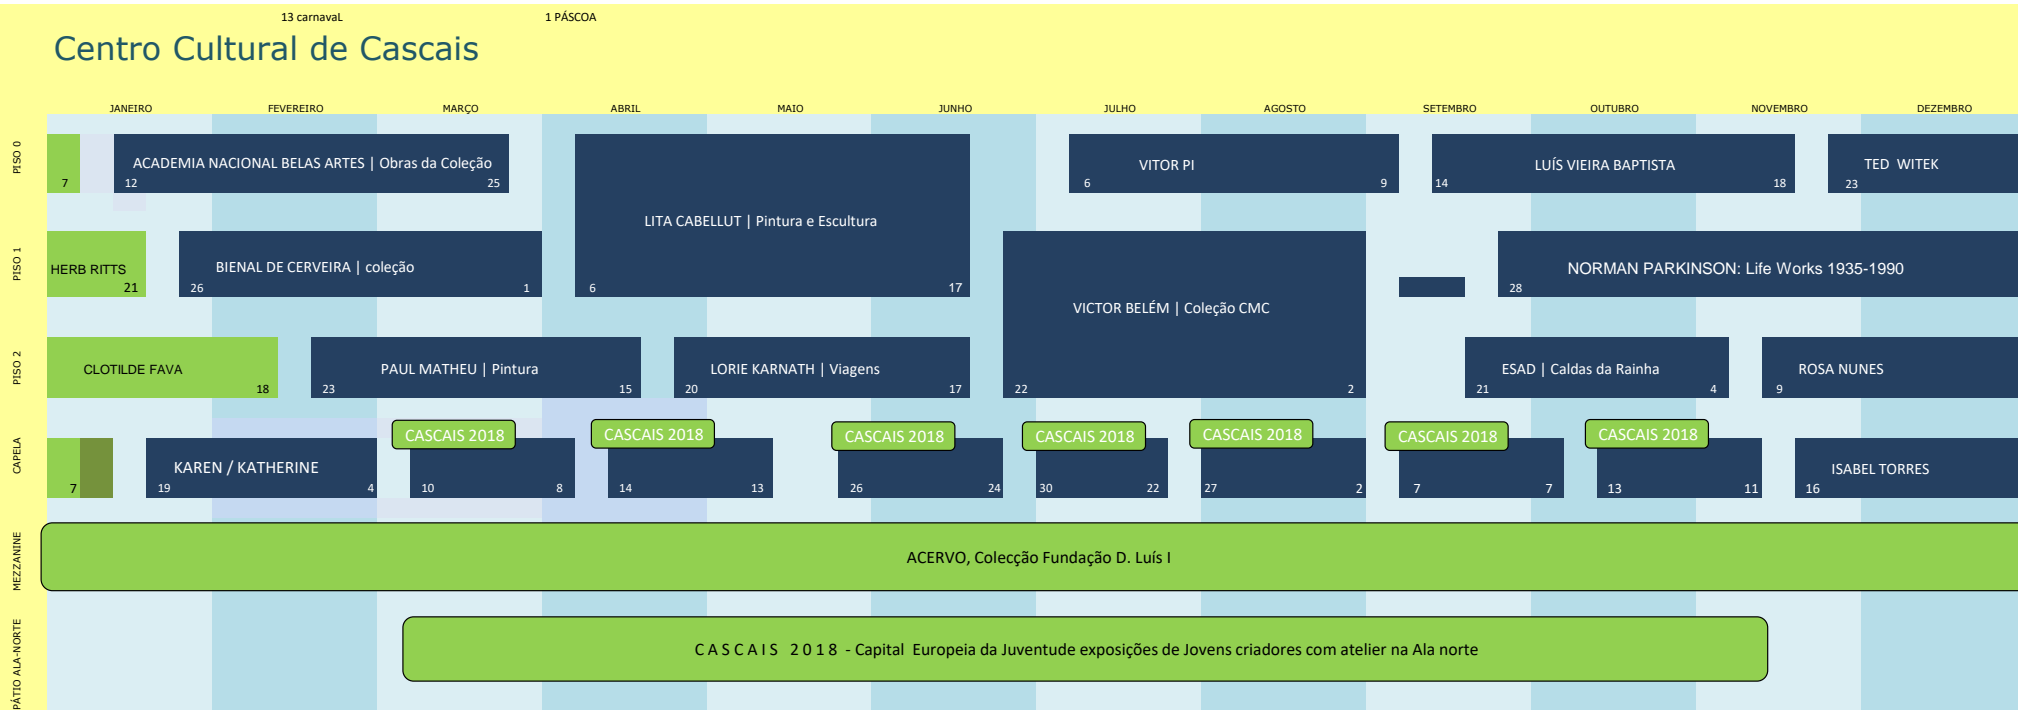 13 carnavaL 1 PÁSCOA
Centro Cultural de Cascais
JANEIRO FEVEREIRO MARÇO ABRIL MAIO JUNHO JULHO AGOSTO SETEMBRO OUTUBRO NOVEMBRO DEZEMBRO
PISO 0
7
ACADEMIA NACIONAL BELAS ARTES | Obras da Coleção
12 25
LITA CABELLUT | Pintura e Escultura
6 17
VITOR PI
6 9
LUÍS VIEIRA BAPTISTA
14 18
TED WITEK
23
PISO 1
HERB RITTS
21
BIENAL DE CERVEIRA | coleção
26 1
VICTOR BELÉM | Coleção CMC
22 2
NORMAN PARKINSON: Life Works 1935-1990
28
PISO 2
CLOTILDE FAVA
18
PAUL MATHEU | Pintura
23 15
LORIE KARNATH | Viagens
20 17
ESAD | Caldas da Rainha
21 4
ROSA NUNES
9
CAPELA
7
KAREN / KATHERINE
19 4
CASCAIS 2018
10 8
CASCAIS 2018
14 13
CASCAIS 2018
26 24
CASCAIS 2018
30 22
CASCAIS 2018
27 2
CASCAIS 2018
7 7
CASCAIS 2018
13 11
ISABEL TORRES
16
MEZZANINE
ACERVO, Colecção Fundação D. Luís I
PÁTIO ALA-NORTE
C A S C A I S 2 0 1 8 - Capital Europeia da Juventude exposições de Jovens criadores com atelier na Ala norte